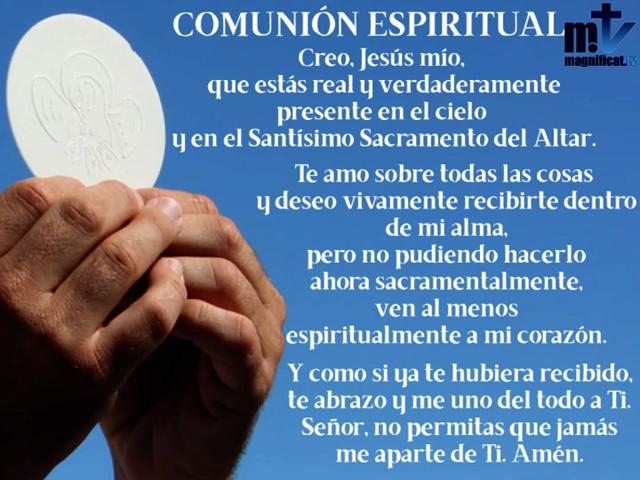 COMUNIÓN ESPIRITUAL
magnificat.tv
Creo, Jesús mío,
que estás real y verdaderamente
presente en el cielo
y en el Santísimo Sacramento del Altar.
Te amo sobre todas las cosas
y deseo vivamente recibirte dentro
de mi alma,
pero no pudiendo hacerlo
ahora sacramentalmente,
ven al menos
espiritualmente a mi corazón.
Y como si ya te hubiera recibido,
te abrazo y me uno del todo a Ti.
Señor, no permitas que jamás
me aparte de Ti. Amén.